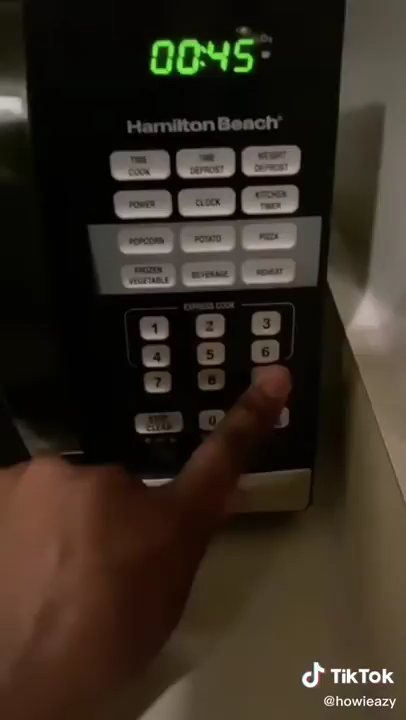 00:45
Hamilton Beach
TIME COOK
TIME DEFROST
WEIGHT DEFROST
POWER
CLOCK
KITCHEN TIMER
POPCORN
POTATO
PIZZA
FROZEN VEGETABLE
BEVERAGE
REHEAT
EXPRESS COOK
1 2 3
4 5 6
7 8
STOP CLEAR
0
TikTok
@howieazy